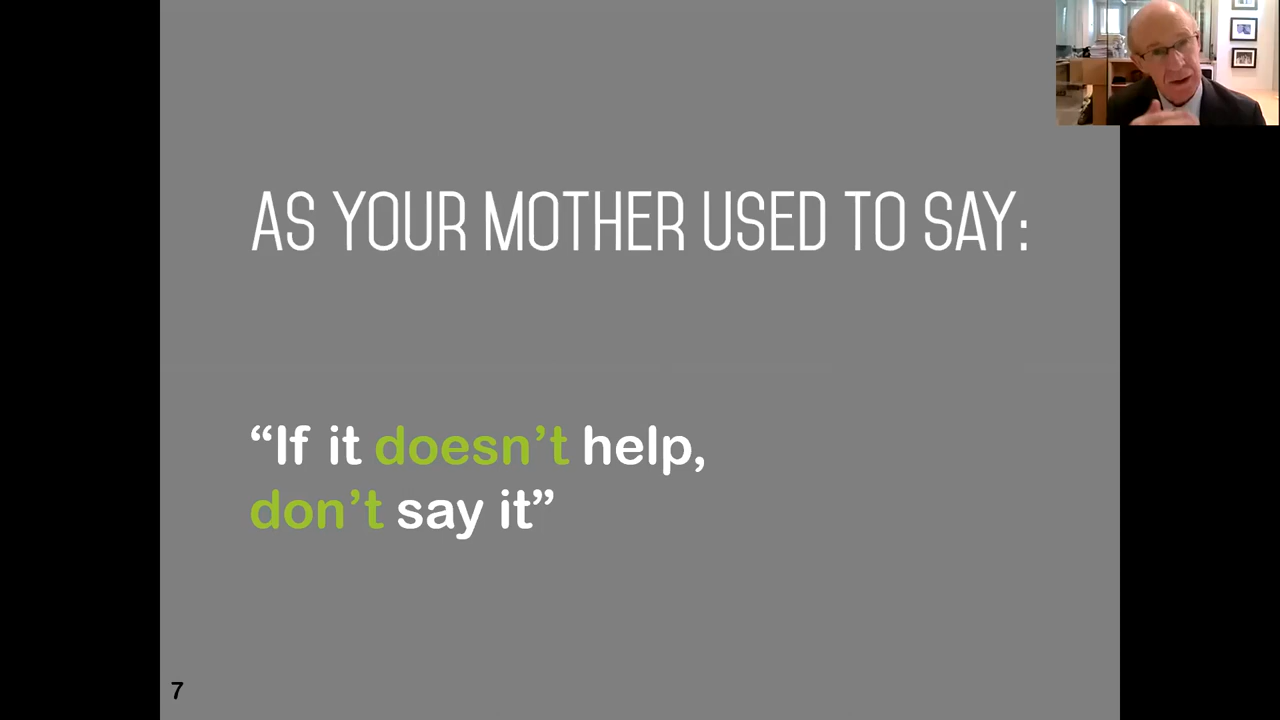 AS YOUR MOTHER USED TO SAY:
“If it doesn’t help,
don’t say it”
7